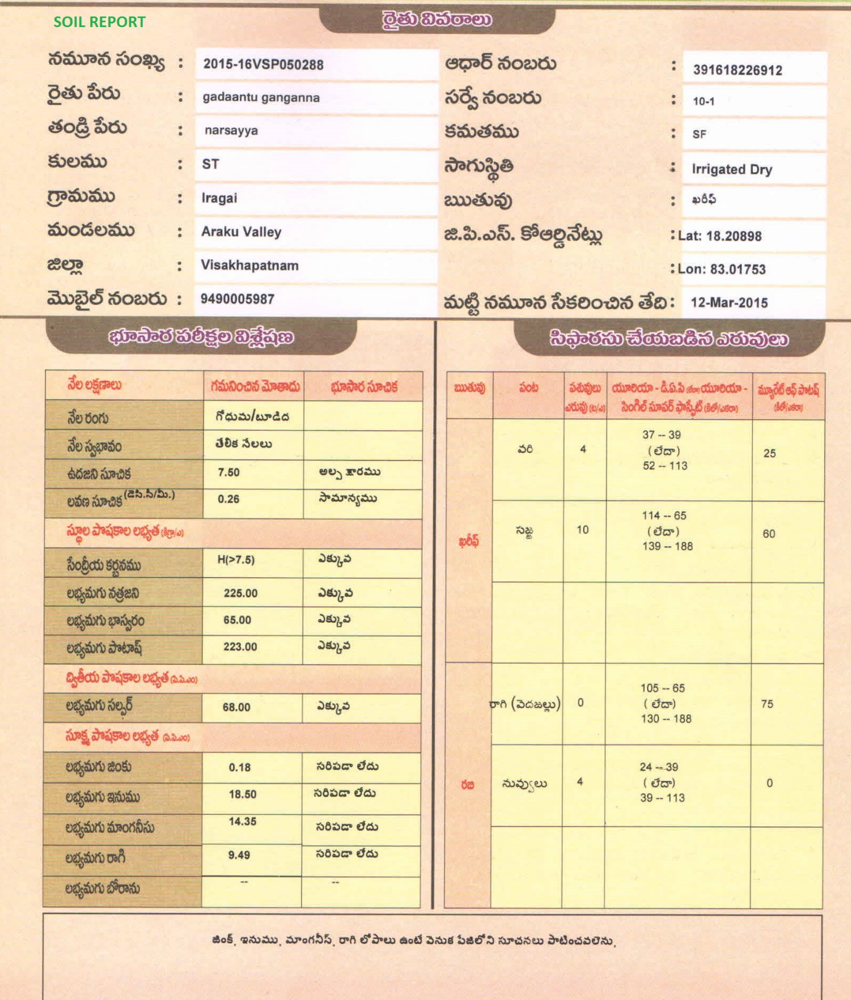 SOIL REPORT
రైతు వివరాలు
నమూన సంఖ్య : 2015-16VSP050288
ఆధార్ నంబరు : 391618226912
రైతు పేరు : gadaantu ganganna
సర్వే నంబరు : 10-1
తండ్రి పేరు : narsayya
కమతము : SF
కులము : ST
సాగుస్థితి : Irrigated Dry
గ్రామము : Iragai
ఋతువు : ఖరీఫ్
మండలము : Araku Valley
జి.పి.ఎస్. కోఆర్డినేట్లు : Lat: 18.20898
జిల్లా : Visakhapatnam
: Lon: 83.01753
మొబైల్ నంబరు : 9490005987
మట్టి నమూన సేకరించిన తేది: 12-Mar-2015
భూసార పరీక్షల విశ్లేషణ
నేల లక్షణాలు గమనించిన మోతాదు భూసార సూచిక
నేల రంగు గోధుమ/బూడిద
నేల స్వభావం తేలిక నేలలు
ఉదజని సూచిక 7.50 అల్ప కారము
లవణ సూచిక (డెసి.సి/మీ.) 0.26 సామాన్యము
స్థూల పోషకాల లభ్యత (కిగ్రా/ఎ)
సేంద్రీయ కర్బనము H(>7.5) ఎక్కువ
లభ్యమగు నత్రజని 225.00 ఎక్కువ
లభ్యమగు భాస్వరం 65.00 ఎక్కువ
లభ్యమగు పొటాష్ 223.00 ఎక్కువ
ద్వితీయ పోషకాల లభ్యత (పి.పి.ఎం)
లభ్యమగు సల్ఫర్ 68.00 ఎక్కువ
సూక్ష్మ పోషకాల లభ్యత (పి.పి.ఎం)
లభ్యమగు జింకు 0.18 సరిపడా లేదు
లభ్యమగు ఇనుము 18.50 సరిపడా లేదు
లభ్యమగు మాంగనీసు 14.35 సరిపడా లేదు
లభ్యమగు రాగి 9.49 సరిపడా లేదు
లభ్యమగు బోరాను -- --
సిఫారసు చేయబడిన ఎరువులు
ఋతువు పంట పశువులు యూరియా - డి.ఏ.పి (లేదా) యూరియా - మ్యూరేట్ ఆఫ్ పొటష్
ఎరువు (ట/ఎ) సింగిల్ సూపర్ ఫాస్ఫేట్ (కిలో/ఎకరా) (కిలో/ఎకరా)
ఖరీఫ్
37 -- 39
వరి 4 (లేదా) 25
52 -- 113
114 -- 65
సజ్జ 10 (లేదా) 60
139 -- 188
రబి
105 -- 65
రాగి (వెదజల్లు) 0 ( లేదా) 75
130 -- 188
24 -- 39
నువ్వులు 4 ( లేదా) 0
39 -- 113
జింక్, ఇనుము, మాంగనీస్, రాగి లోపాలు ఉంటే వెనుక పేజిలోని సూచనలు పాటించవలెను.